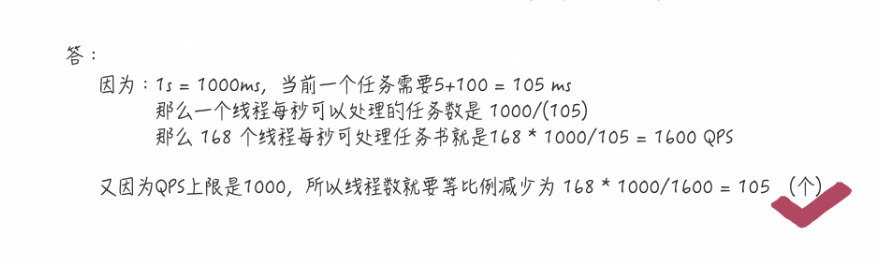 答：
因为：1s = 1000ms，当前一个任务需要5+100 = 105 ms
那么一个线程每秒可以处理的任务数是 1000/(105)
那么 168 个线程每秒可处理任务书就是168 * 1000/105 = 1600 QPS
又因为QPS上限是1000，所以线程数就要等比例减少为 168 * 1000/1600 = 105 （个）